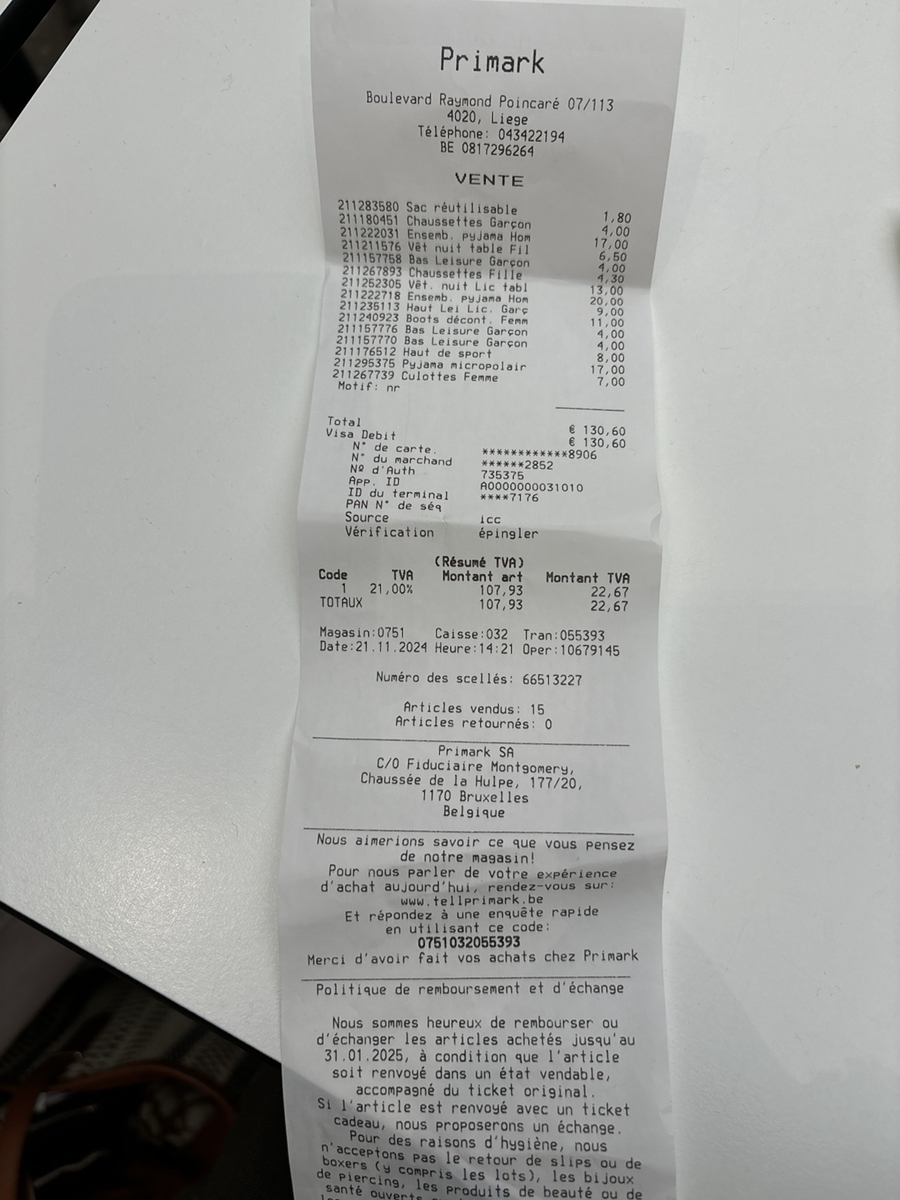 Primark
Boulevard Raymond Poincaré 07/113
4020, Liege
Téléphone: 043422194
BE 0817296264
VENTE
211283580 Sac réutilisable 1,80
211180451 Chaussettes Garçon 4,00
211222031 Ensemb. pyjama Hom 17,00
211211576 Vêt nuit table Fil 6,50
211157758 Bas Leisure Garçon 4,00
211267893 Chaussettes Fille 4,30
211252305 Vêt. nuit Lic tabl 13,00
211222718 Ensemb. pyjama Hom 20,00
211235113 Haut Lei Lic. Garç 9,00
211240923 Boots décont. Femm 11,00
211157776 Bas Leisure Garçon 4,00
211157770 Bas Leisure Garçon 4,00
211176512 Haut de sport 8,00
211295375 Pyjama micropolair 17,00
211267739 Culottes Femme 7,00
Motif: nr
Total € 130,60
Visa Debit € 130,60
N° de carte. ************8906
N° du marchand ******2852
Nº d'Auth 735375
App. ID A0000000031010
ID du terminal ****7176
PAN N° de séq
Source icc
Vérification épingler
(Résumé TVA)
Code TVA Montant art Montant TVA
1 21,00% 107,93 22,67
TOTAUX 107,93 22,67
Magasin:0751 Caisse:032 Tran:055393
Date:21.11.2024 Heure:14:21 Oper:10679145
Numéro des scellés: 66513227
Articles vendus: 15
Articles retournés: 0
Primark SA
C/O Fiduciaire Montgomery,
Chaussée de la Hulpe, 177/20,
1170 Bruxelles
Belgique
Nous aimerions savoir ce que vous pensez
de notre magasin!
Pour nous parler de votre expérience
d'achat aujourd'hui, rendez-vous sur:
www.tellprimark.be
Et répondez à une enquête rapide
en utilisant ce code:
0751032055393
Merci d'avoir fait vos achats chez Primark
Politique de remboursement et d'échange
Nous sommes heureux de rembourser ou
d'échanger les articles achetés jusqu'au
31.01.2025, à condition que l'article
soit renvoyé dans un état vendable,
accompagné du ticket original.
Si l'article est renvoyé avec un ticket
cadeau, nous proposerons un échange.
Pour des raisons d'hygiène, nous
n'acceptons pas le retour de slips ou de
boxers (y compris les lots), les bijoux
de piercing, les produits de beauté ou de
santé ouverts